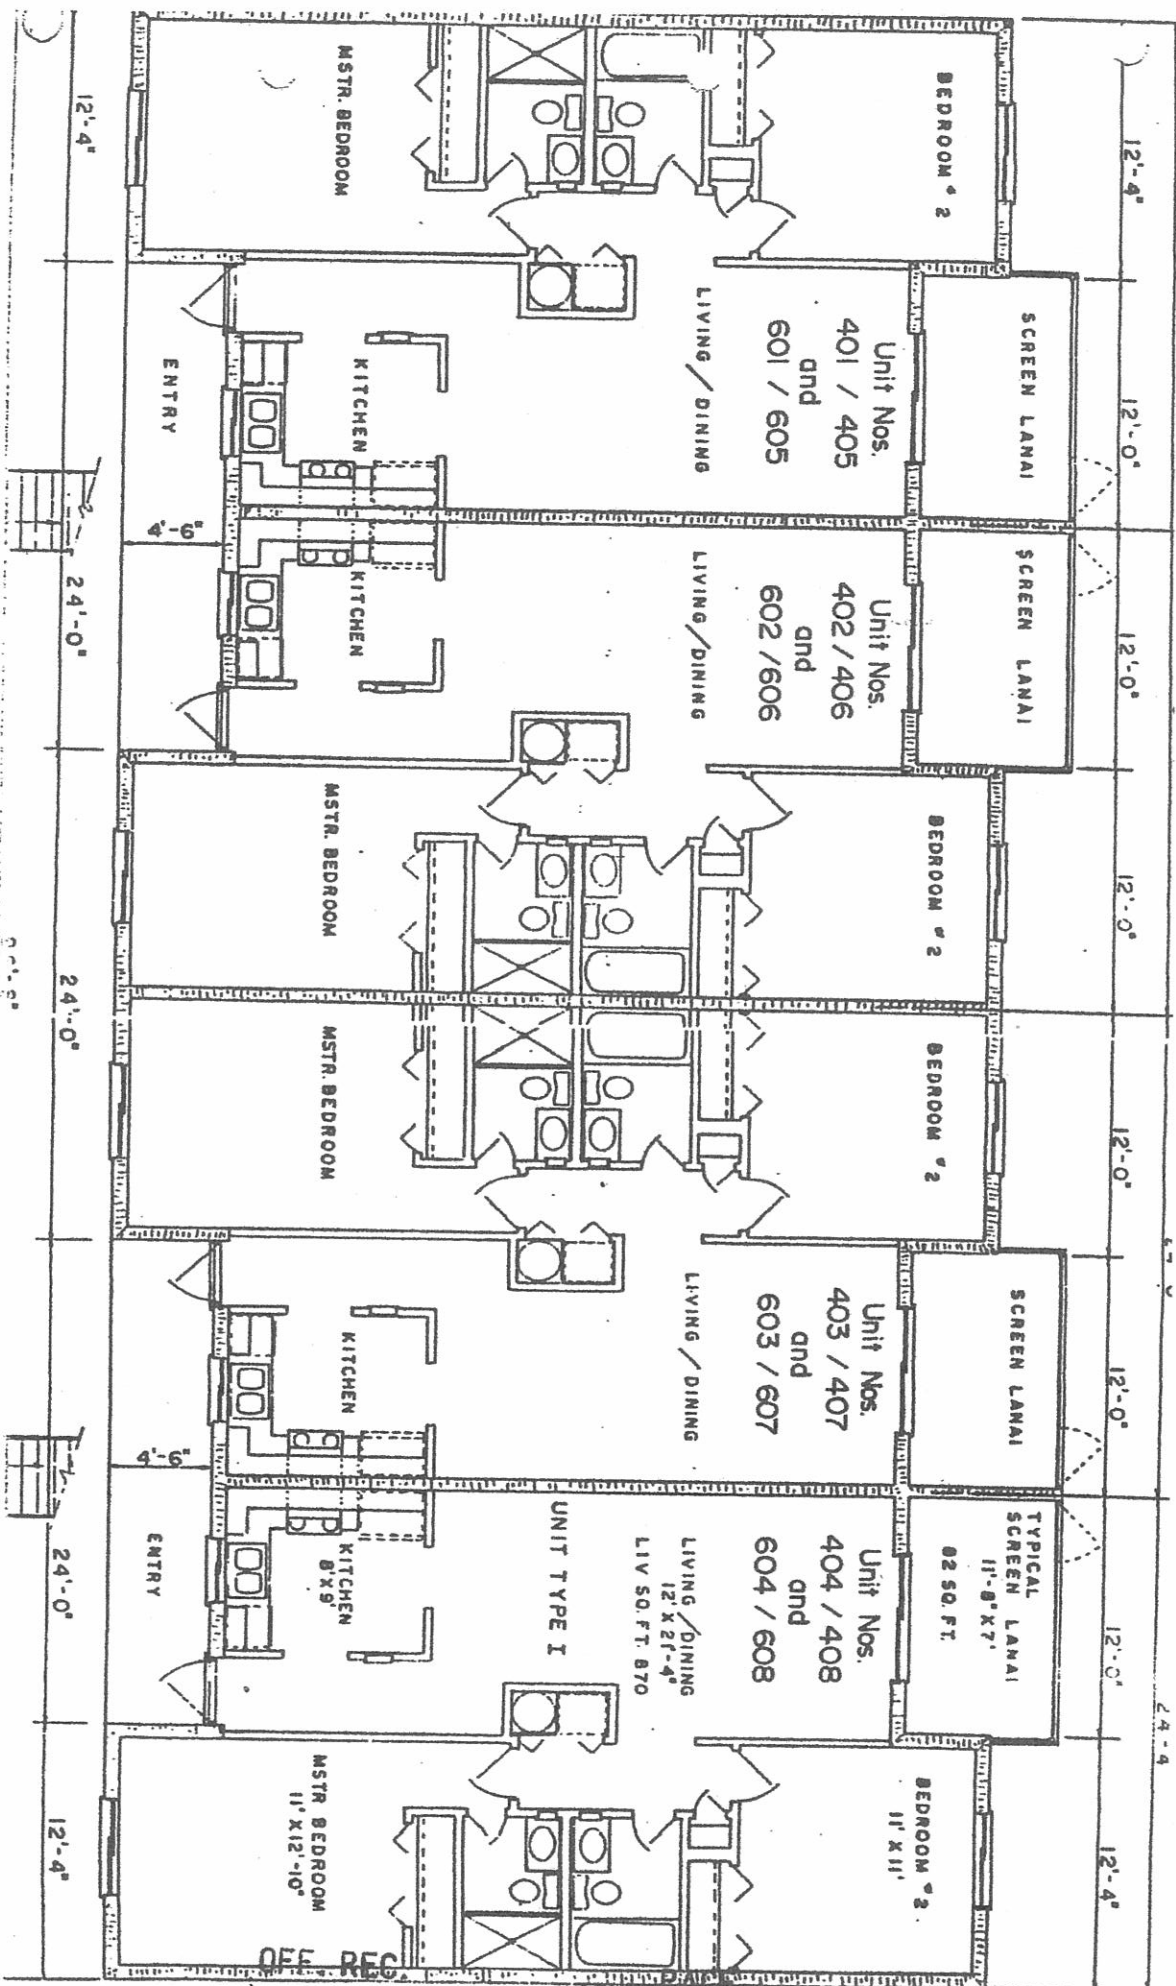 12'-4"
12'-0"
12'-0"
12'-0"
12'-0"
12'-0"
12'-0"
12'-4"
24-4
SCREEN LANAI
SCREEN LANAI
SCREEN LANAI
TYPICAL
SCREEN LANAI
11'-8" X 7'
82 SQ. FT.
BEDROOM # 2
Unit Nos.
401 / 405
and
601 / 605
LIVING / DINING
Unit Nos.
402 / 406
and
602 / 606
LIVING / DINING
BEDROOM # 2
BEDROOM # 2
Unit Nos.
403 / 407
and
603 / 607
LIVING / DINING
Unit Nos.
404 / 408
and
604 / 608
LIVING / DINING
12' X 21'-4"
LIV SQ. FT. 870
UNIT TYPE I
BEDROOM # 2
11' X 11'
MSTR. BEDROOM
KITCHEN
KITCHEN
MSTR. BEDROOM
MSTR. BEDROOM
KITCHEN
KITCHEN
8' X 9'
MSTR BEDROOM
11' X 12'-10"
ENTRY
4'-6"
4'-6"
ENTRY
12'-4"
24'-0"
24'-0"
24'-0"
12'-4"
OFF. REC.